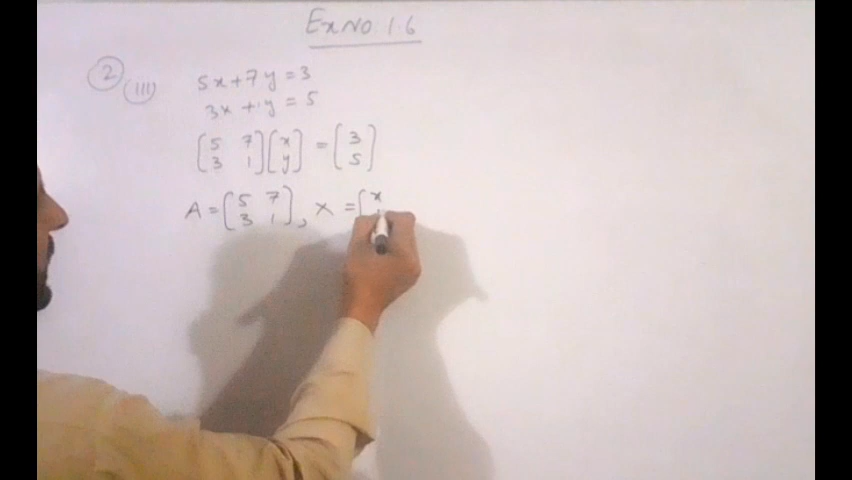 Ex NO 1.6
2 (III) 5x+7y=3
3x+1y=5
[5 7 3 1][x y]=[3 5]
A=[5 7 3 1], X=[x